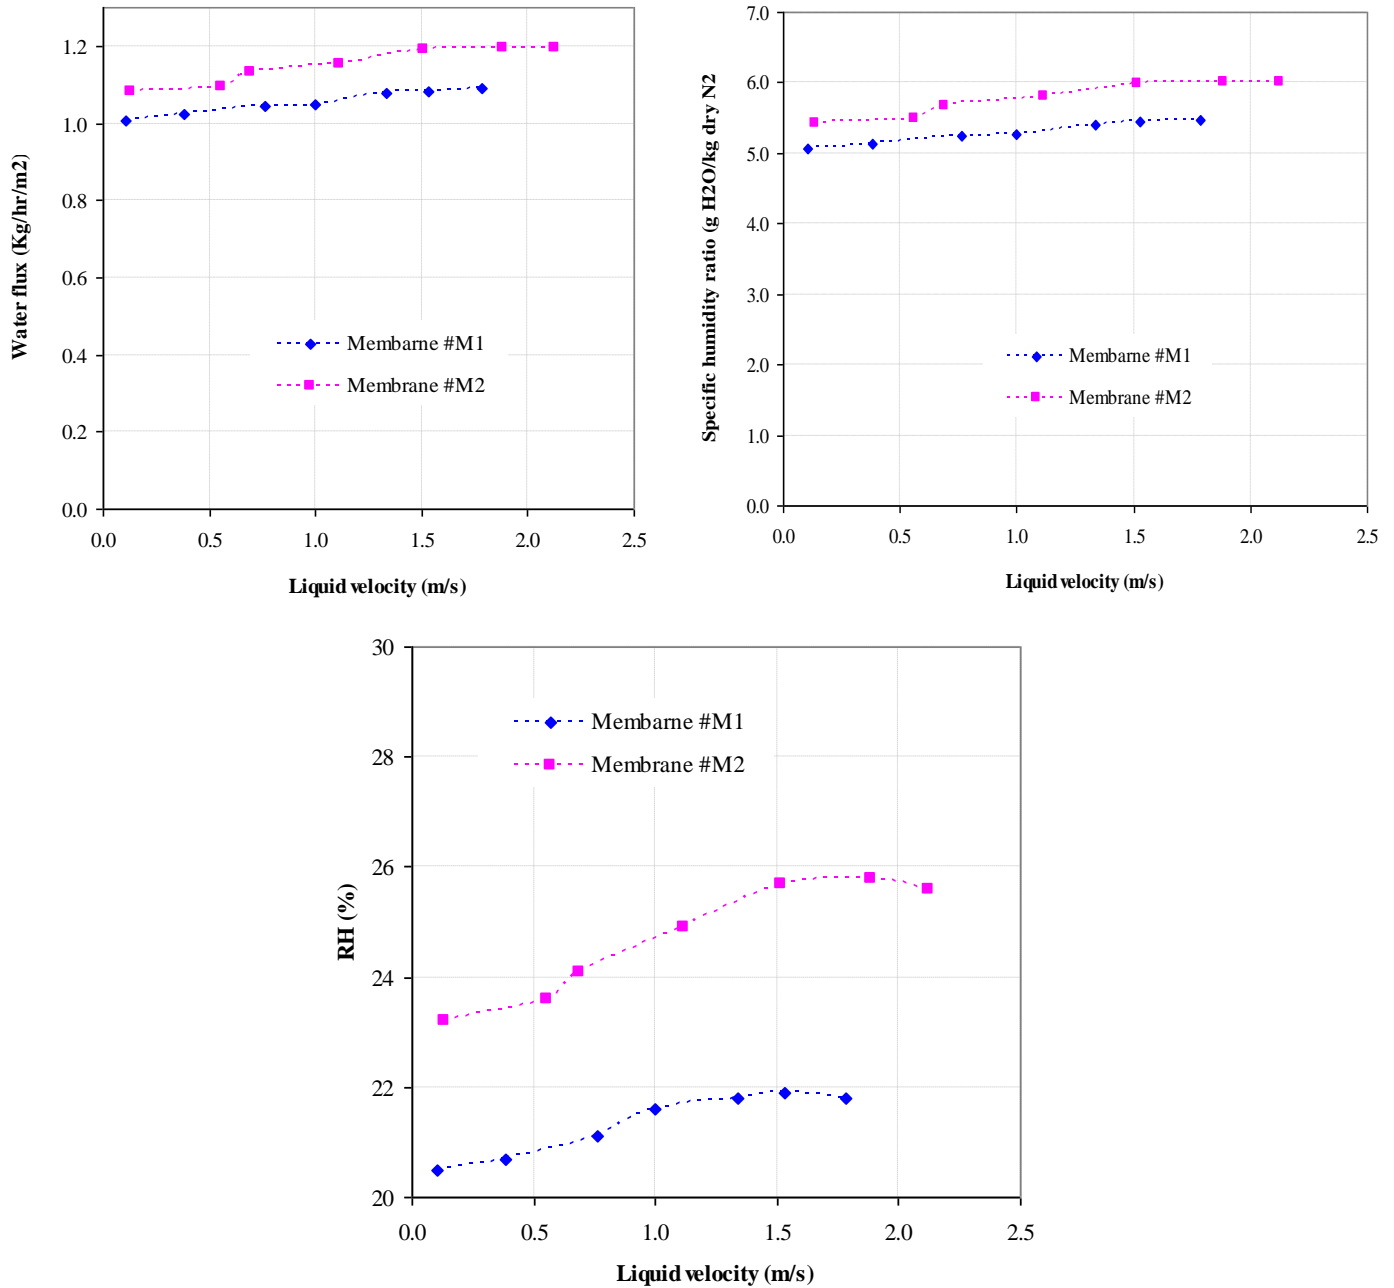 Water flux (Kg/hr/m2)
1.2
1.0
0.8
0.6
0.4
0.2
0.0
Membarne #M1
Membrane #M2
0.0 0.5 1.0 1.5 2.0 2.5
Liquid velocity (m/s)
Specific humidity ratio (g H2O/kg dry N2
7.0
6.0
5.0
4.0
3.0
2.0
1.0
0.0
Membarne #M1
Membrane #M2
0.0 0.5 1.0 1.5 2.0 2.5
Liquid velocity (m/s)
RH (%)
30
28
26
24
22
20
Membarne #M1
Membrane #M2
0.0 0.5 1.0 1.5 2.0 2.5
Liquid velocity (m/s)